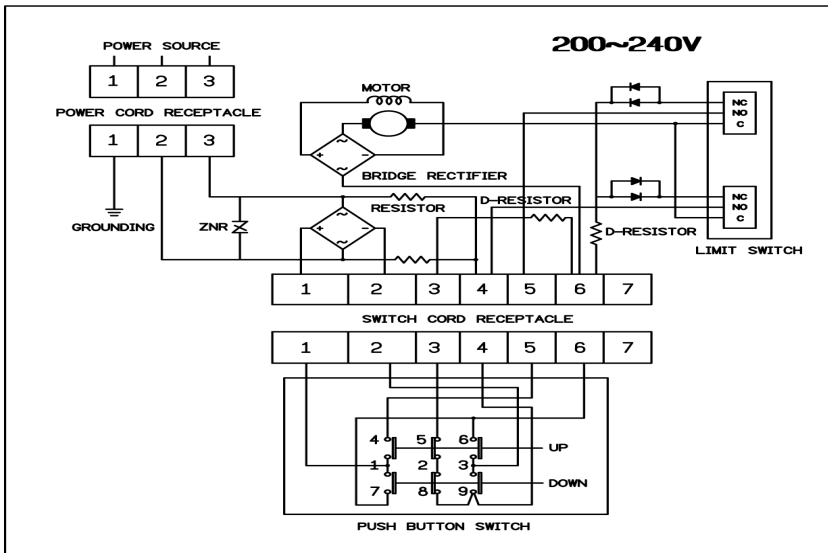 200~240V
POWER SOURCE
1 2 3
POWER CORD RECEPTACLE
1 2 3
GROUNDING
ZNR
MOTOR
+ ~ ~ -
BRIDGE RECTIFIER
RESISTOR
+ ~ ~ -
D-RESISTOR
D-RESISTOR
NC
NO
C
NC
NO
C
LIMIT SWITCH
1 2 3 4 5 6 7
SWITCH CORD RECEPTACLE
1 2 3 4 5 6 7
4 5 6
UP
1 2 3
DOWN
7 8 9
PUSH BUTTON SWITCH